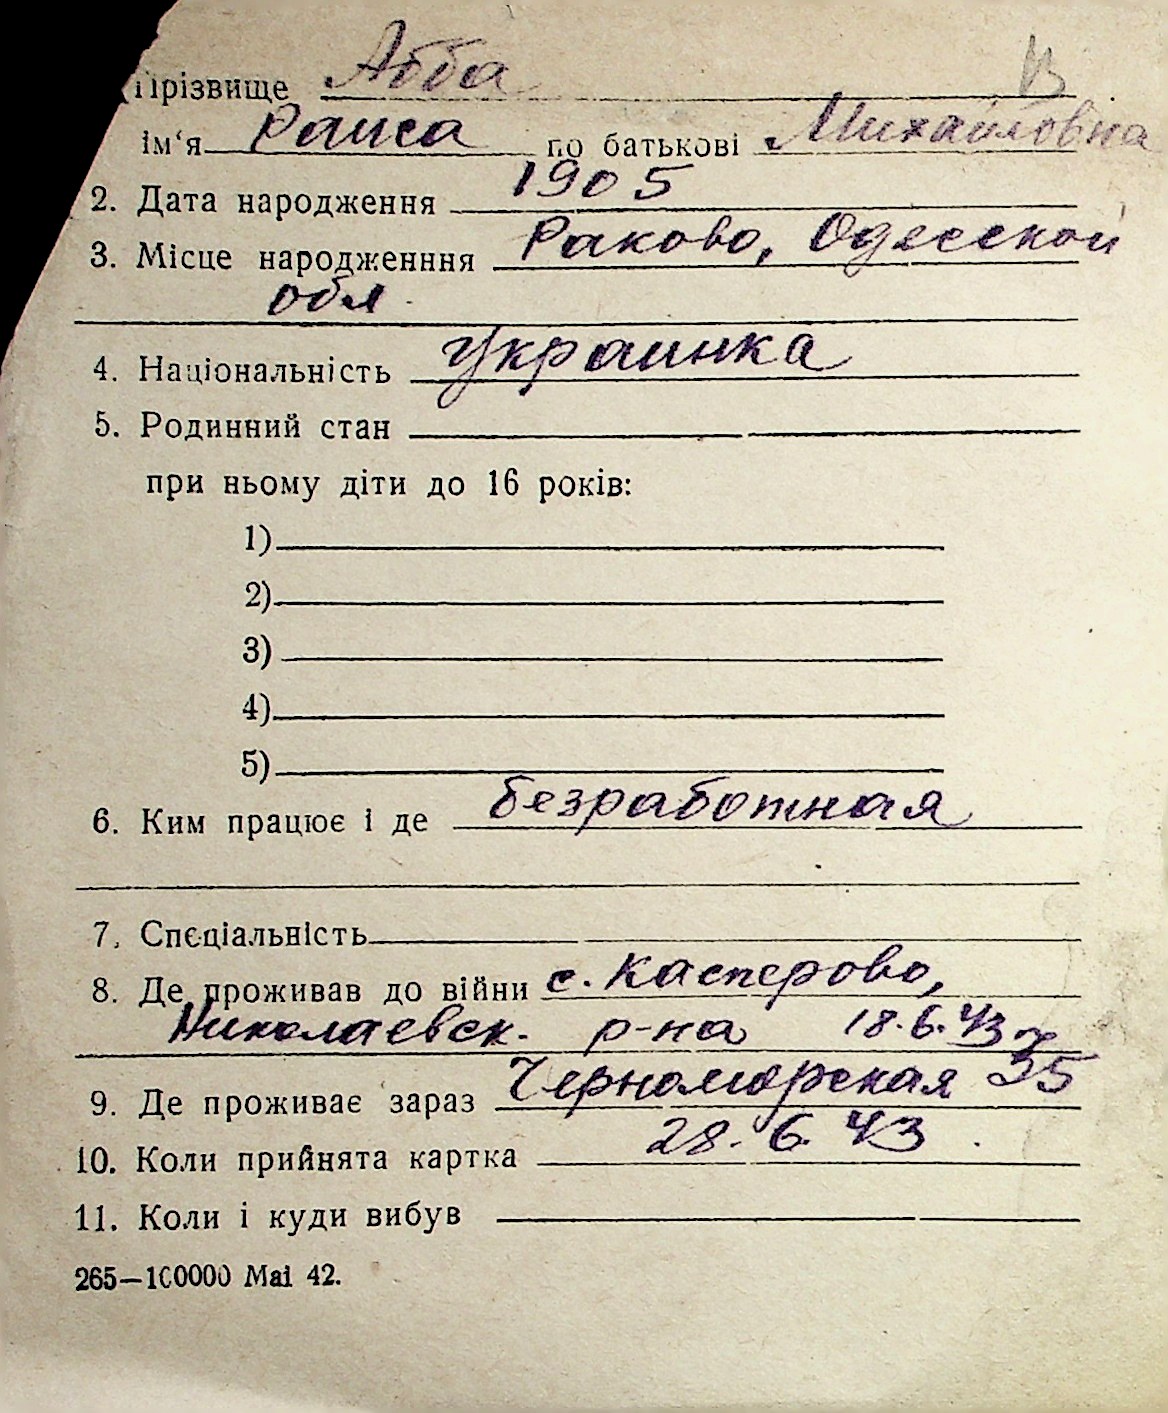 Прізвище Абба В
ім'я Раиса по батькові Михайловна
2. Дата народження 1905
3. Місце народженння Раково, Одесской
обл.
4. Національність украинка
5. Родинний стан
при ньому діти до 16 років:
1)
2)
3)
4)
5)
6. Ким працює і де безработная
7. Спеціальність
8. Де проживав до війни с. Касперово,
Николаевск. р-на 18.6.43 г
9. Де проживає зараз Черноморская 35
10. Коли прийнята картка 28.6.43
11. Коли і куди вибув
265—100000 Mai 42.